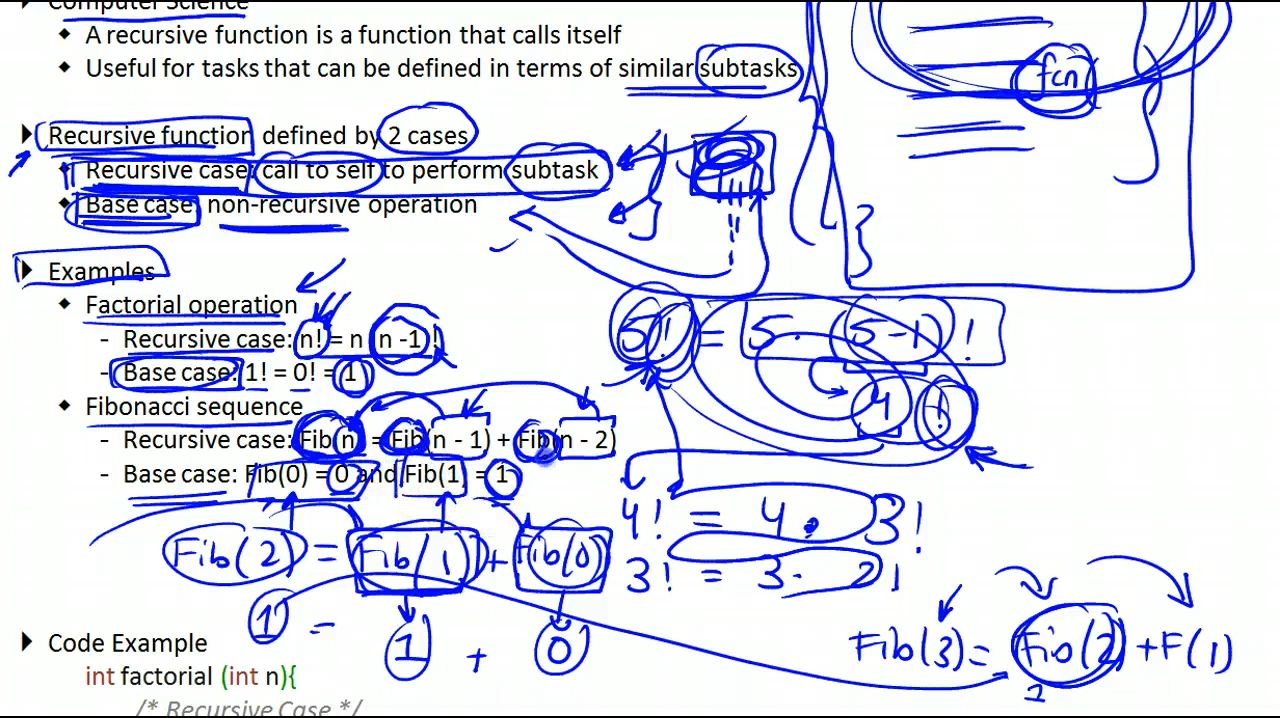 Computer Science
◆ A recursive function is a function that calls itself
◆ Useful for tasks that can be defined in terms of similar subtasks
fcn
Recursive function defined by 2 cases
◆ Recursive case: call to self to perform subtask
◆ Base case: non-recursive operation
Examples
◆ Factorial operation
- Recursive case: n! = n (n -1)!
- Base case: 1! = 0! = 1
5! = 5 · (5-1)!
4!
◆ Fibonacci sequence
- Recursive case: Fib(n) = Fib(n - 1) + Fib(n - 2)
- Base case: Fib(0) = 0 and Fib(1) = 1
4! = 4 . 3!
Fib(2) = Fib(1) + Fib(0)
3! = 3 · 2!
1 = 1 + 0
Fib(3) = Fib(2) + F(1)
1
Code Example
int factorial (int n){
/* Recursive Case */